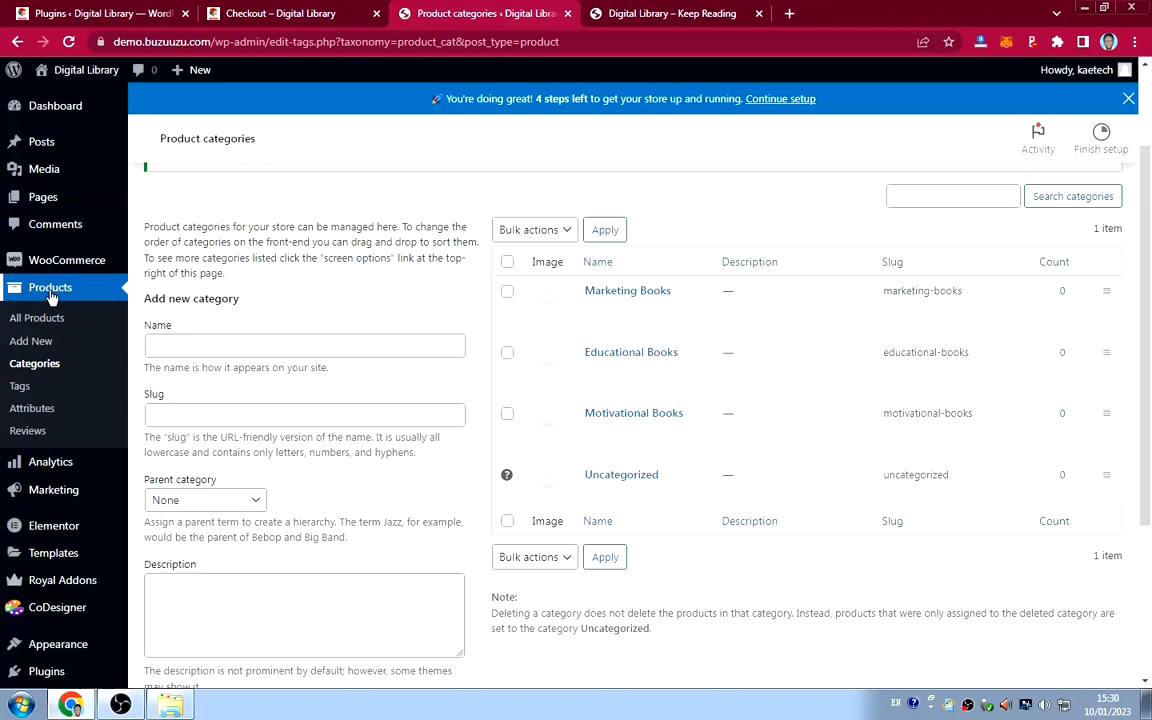 Plugins ‹ Digital Library — Word
Checkout – Digital Library
Product categories ‹ Digital Libra
Digital Library – Keep Reading
demo.buzuuzu.com/wp-admin/edit-tags.php?taxonomy=product_cat&post_type=product
Digital Library
0
New
Howdy, kaetech
🚀 You're doing great! 4 steps left to get your store up and running. Continue setup
Product categories
Activity
Finish setup
Dashboard
Posts
Media
Pages
Comments
WooCommerce
Products
All Products
Add New
Categories
Tags
Attributes
Reviews
Analytics
Marketing
Elementor
Templates
Royal Addons
CoDesigner
Appearance
Plugins
Product categories for your store can be managed here. To change the
order of categories on the front-end you can drag and drop to sort them.
To see more categories listed click the "screen options" link at the top-
right of this page.
Add new category
Name
The name is how it appears on your site.
Slug
The "slug" is the URL-friendly version of the name. It is usually all
lowercase and contains only letters, numbers, and hyphens.
Parent category
None
Assign a parent term to create a hierarchy. The term Jazz, for example,
would be the parent of Bebop and Big Band.
Description
The description is not prominent by default; however, some themes
may show it.
Search categories
Bulk actions Apply 1 item
Image Name Description Slug Count
Marketing Books — marketing-books 0
Educational Books — educational-books 0
Motivational Books — motivational-books 0
Uncategorized — uncategorized 0
Image Name Description Slug Count
Bulk actions Apply 1 item
Note:
Deleting a category does not delete the products in that category. Instead, products that were only assigned to the deleted category are
set to the category Uncategorized.
EN
15:30
10/01/2023